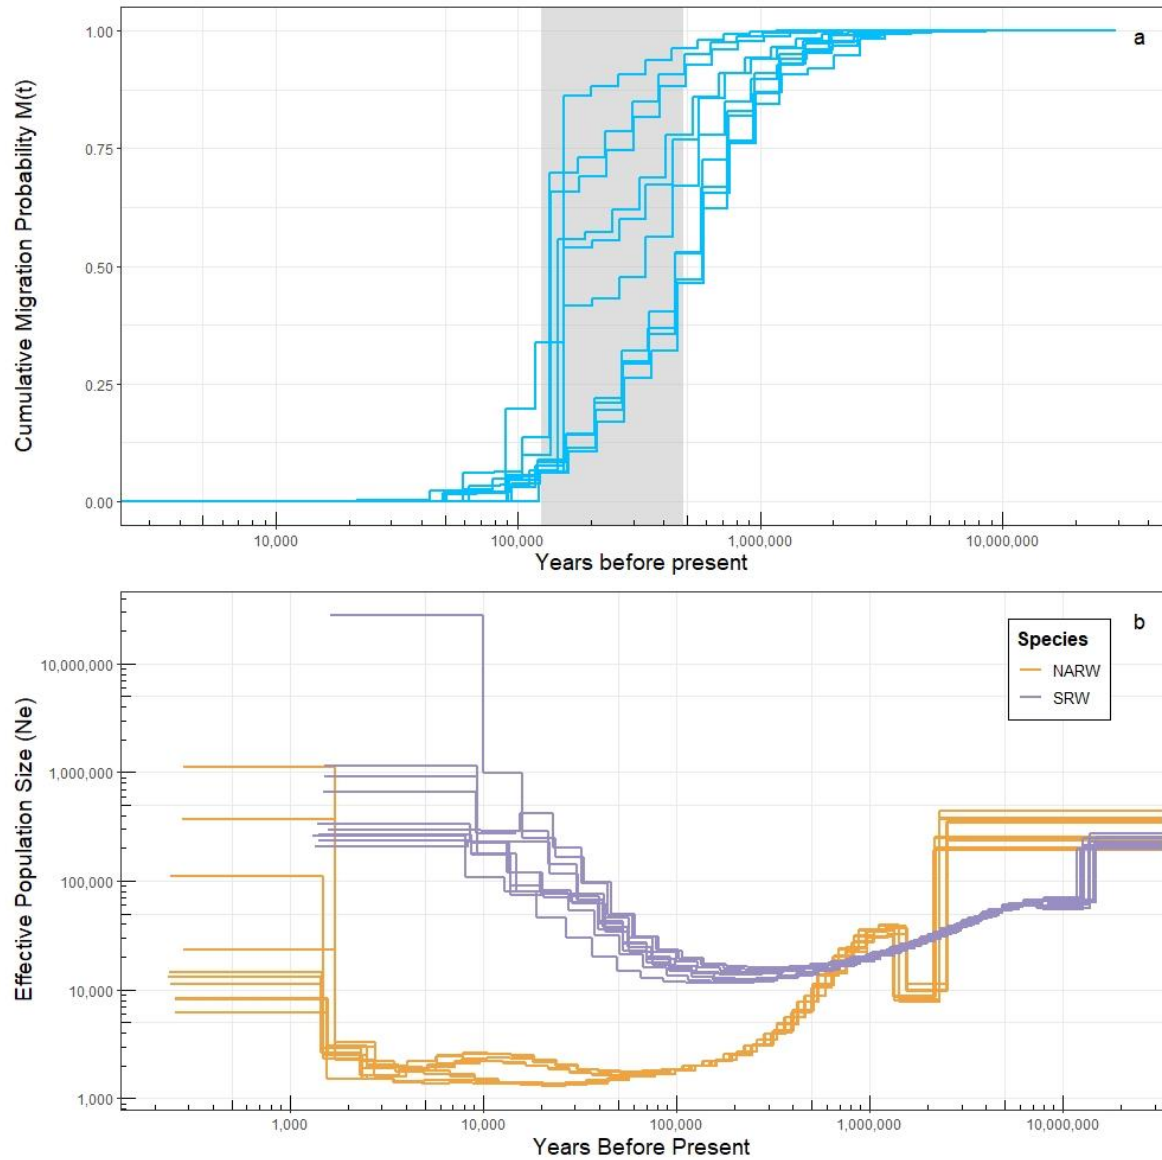 a
Cumulative Migration Probability M(t)
1.00
0.75
0.50
0.25
0.00
10,000
100,000
1,000,000
10,000,000
Years before present
b
Effective Population Size (Ne)
10,000,000
1,000,000
100,000
10,000
1,000
Species
NARW
SRW
1,000
10,000
100,000
1,000,000
10,000,000
Years Before Present